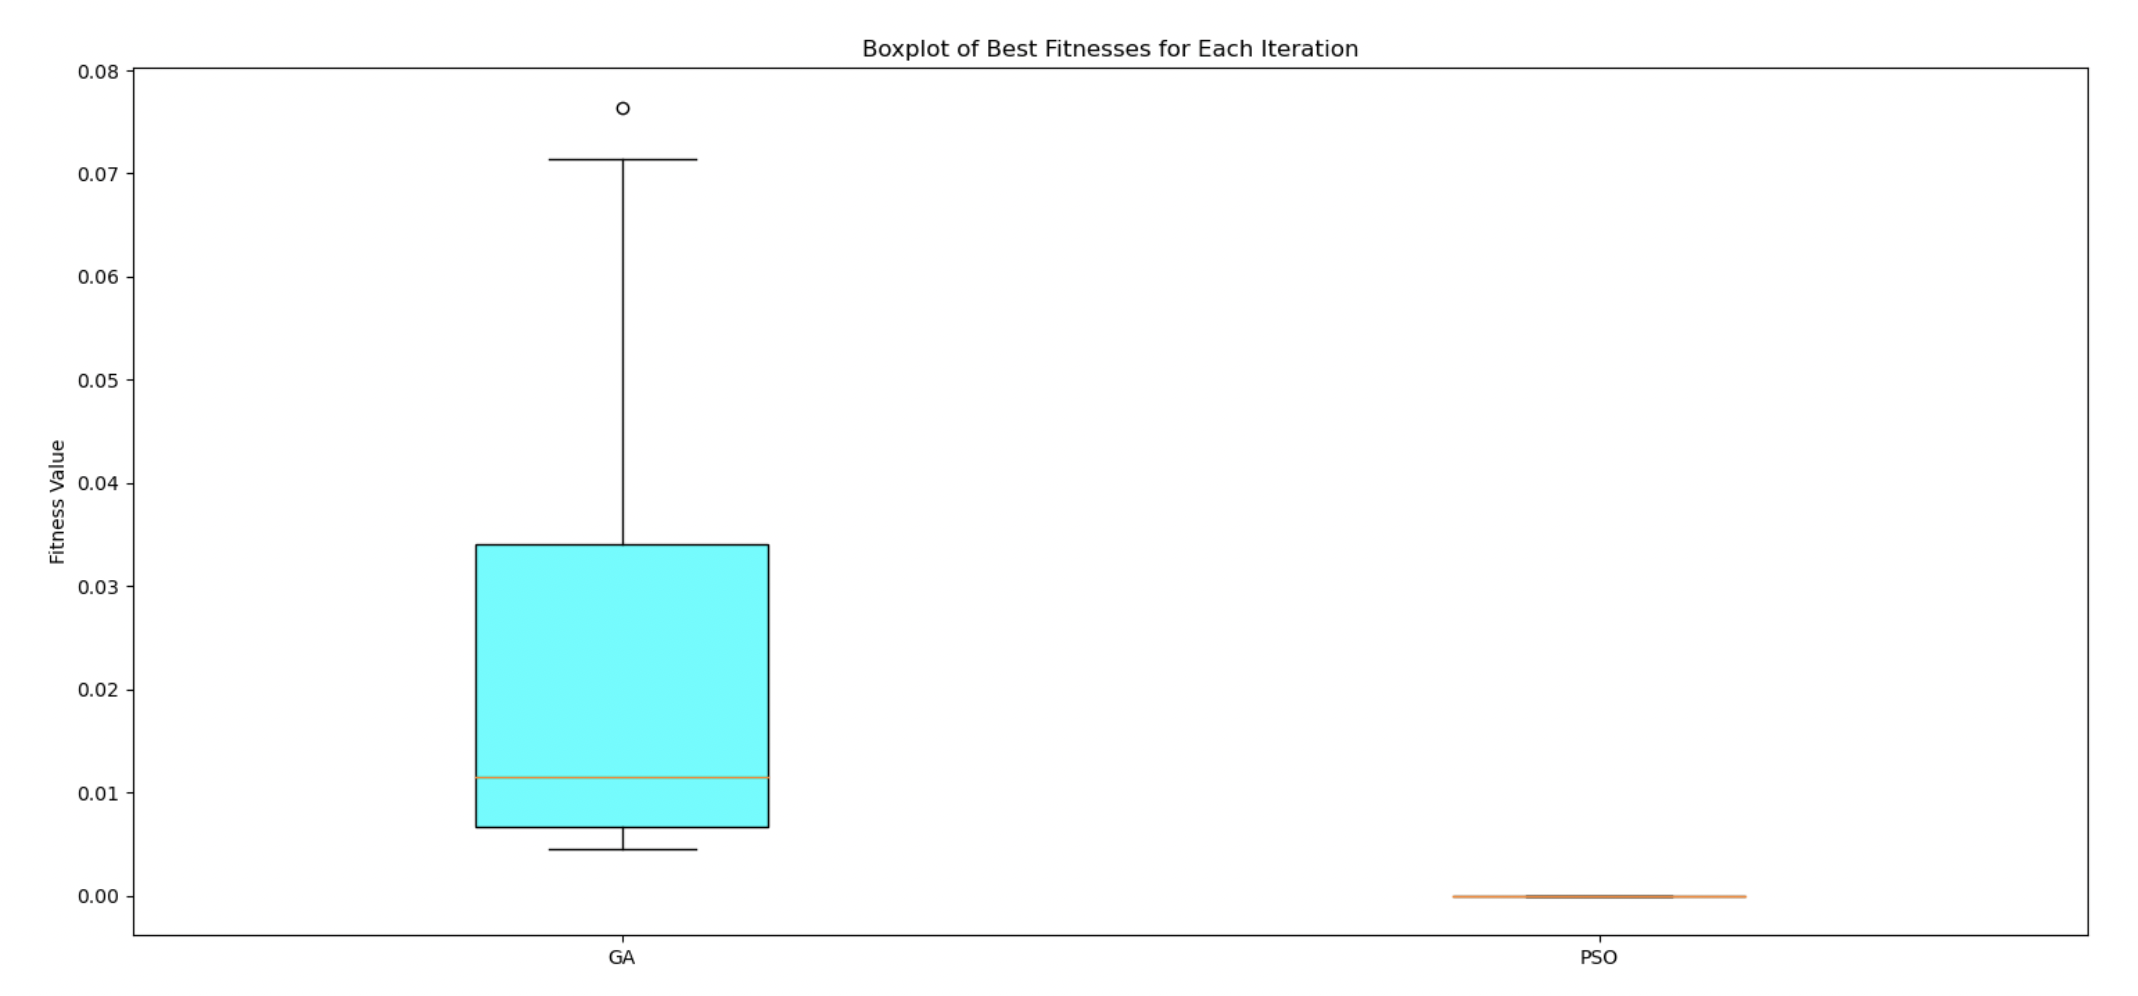 Boxplot of Best Fitnesses for Each Iteration
Fitness Value
0.08
0.07
0.06
0.05
0.04
0.03
0.02
0.01
0.00
GA
PSO